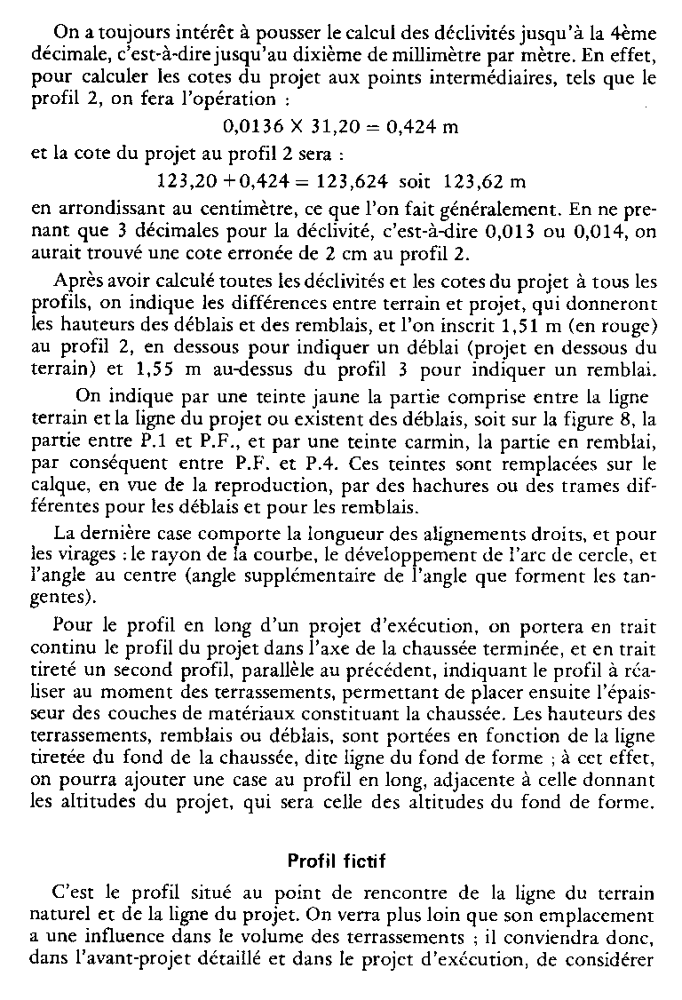 On a toujours intérêt à pousser le calcul des déclivités jusqu'à la 4ème
décimale, c'est-à-dire jusqu'au dixième de millimètre par mètre. En effet,
pour calculer les cotes du projet aux points intermédiaires, tels que le
profil 2, on fera l'opération :
0,0136 X 31,20 = 0,424 m
et la cote du projet au profil 2 sera :
123,20 +0,424 = 123,624 soit 123,62 m
en arrondissant au centimètre, ce que l'on fait généralement. En ne pre-
nant que 3 décimales pour la déclivité, c'est-à-dire 0,013 ou 0,014, on
aurait trouvé une cote erronée de 2 cm au profil 2.
Après avoir calculé toutes les déclivités et les cotes du projet à tous les
profils, on indique les différences entre terrain et projet, qui donneront
les hauteurs des déblais et des remblais, et l'on inscrit 1,51 m (en rouge)
au profil 2, en dessous pour indiquer un déblai (projet en dessous du
terrain) et 1,55 m au-dessus du profil 3 pour indiquer un remblai.
On indique par une teinte jaune la partie comprise entre la ligne
terrain et la ligne du projet ou existent des déblais, soit sur la figure 8, la
partie entre P.1 et P.F., et par une teinte carmin, la partie en remblai,
par conséquent entre P.F. et P.4. Ces teintes sont remplacées sur le
calque, en vue de la reproduction, par des hachures ou des trames dif-
férentes pour les déblais et pour les remblais.
La dernière case comporte la longueur des alignements droits, et pour
les virages : le rayon de la courbe, le développement de l'arc de cercle, et
l'angle au centre (angle supplémentaire de l'angle que forment les tan-
gentes).
Pour le profil en long d'un projet d'exécution, on portera en trait
continu le profil du projet dans l'axe de la chaussée terminée, et en trait
tireté un second profil, parallèle au précédent, indiquant le profil à réa-
liser au moment des terrassements, permettant de placer ensuite l'épais-
seur des couches de matériaux constituant la chaussée. Les hauteurs des
terrassements, remblais ou déblais, sont portées en fonction de la ligne
tiretée du fond de la chaussée, dite ligne du fond de forme ; à cet effet,
on pourra ajouter une case au profil en long, adjacente à celle donnant
les altitudes du projet, qui sera celle des altitudes du fond de forme.
Profil fictif
C'est le profil situé au point de rencontre de la ligne du terrain
naturel et de la ligne du projet. On verra plus loin que son emplacement
a une influence dans le volume des terrassements ; il conviendra donc,
dans l'avant-projet détaillé et dans le projet d'exécution, de considérer